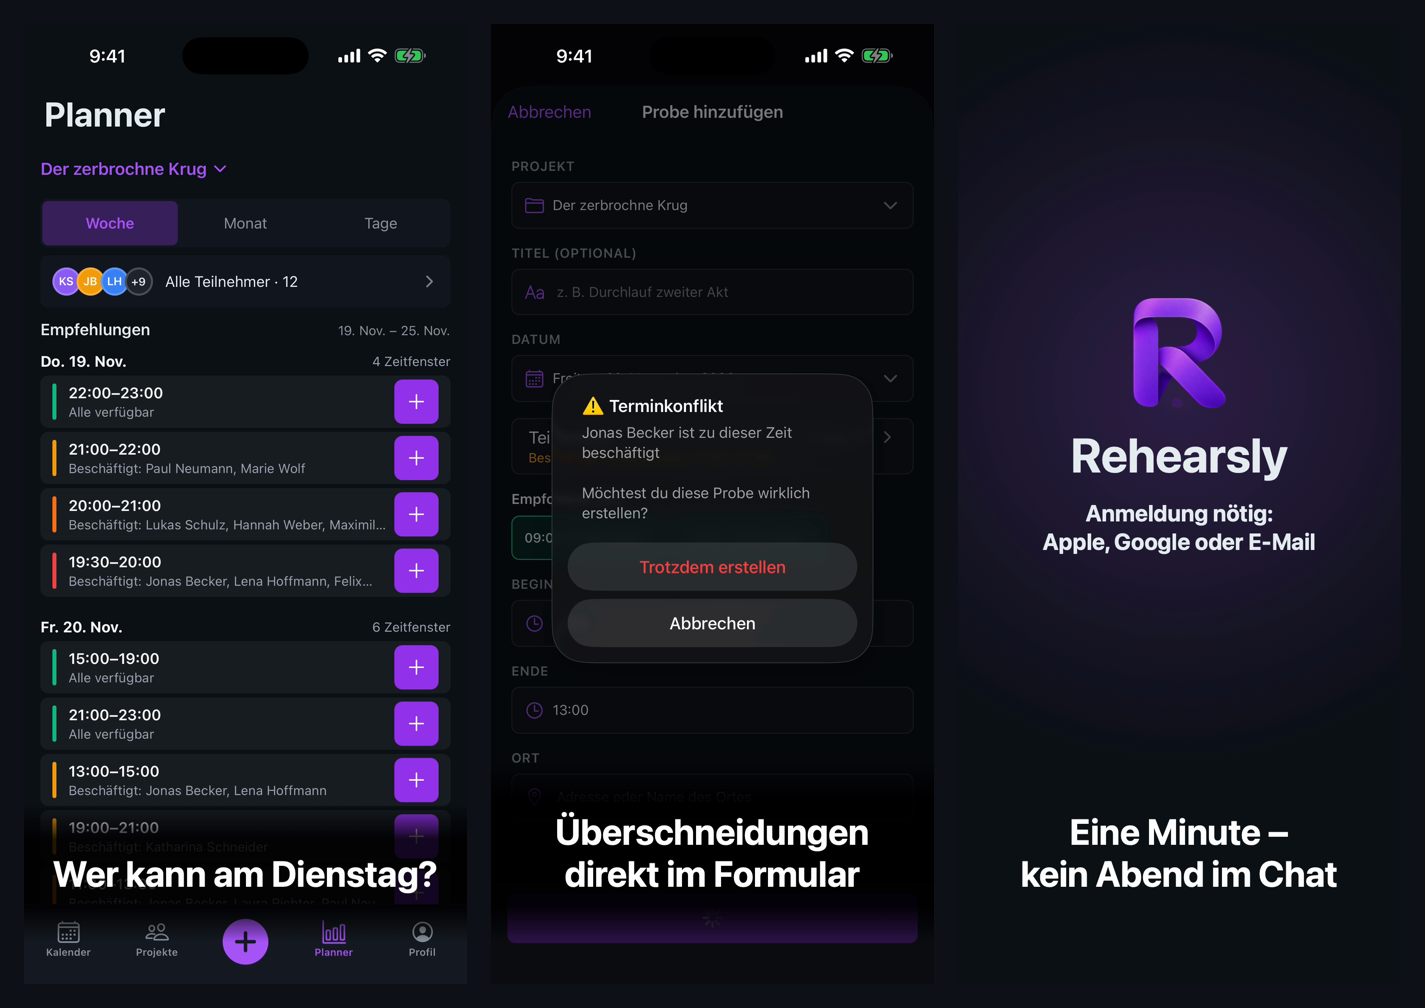 9:41
Planner
Der zerbrochne Krug
Woche
Monat
Tage
KS
JB
LH
+9
Alle Teilnehmer · 12
Empfehlungen
19. Nov. – 25. Nov.
Do. 19. Nov.
4 Zeitfenster
22:00–23:00
Alle verfügbar
21:00–22:00
Beschäftigt: Paul Neumann, Marie Wolf
20:00–21:00
Beschäftigt: Lukas Schulz, Hannah Weber, Maximil...
19:30–20:00
Beschäftigt: Jonas Becker, Lena Hoffmann, Felix...
Fr. 20. Nov.
6 Zeitfenster
15:00–19:00
Alle verfügbar
21:00–23:00
Alle verfügbar
13:00–15:00
Beschäftigt: Jonas Becker, Lena Hoffmann
19:00–21:00
Beschäftigt: Katharina Schneider
Wer kann am Dienstag?
Kalender
Projekte
Planner
Profil
9:41
Abbrechen
Probe hinzufügen
PROJEKT
Der zerbrochne Krug
TITEL (OPTIONAL)
Aa z. B. Durchlauf zweiter Akt
DATUM
⚠️ Terminkonflikt
Jonas Becker ist zu dieser Zeit
beschäftigt
Möchtest du diese Probe wirklich
erstellen?
Trotzdem erstellen
Abbrechen
ENDE
13:00
ORT
Adresse oder Name des Ortes
Überschneidungen
direkt im Formular
Rehearsly
Anmeldung nötig:
Apple, Google oder E-Mail
Eine Minute –
kein Abend im Chat